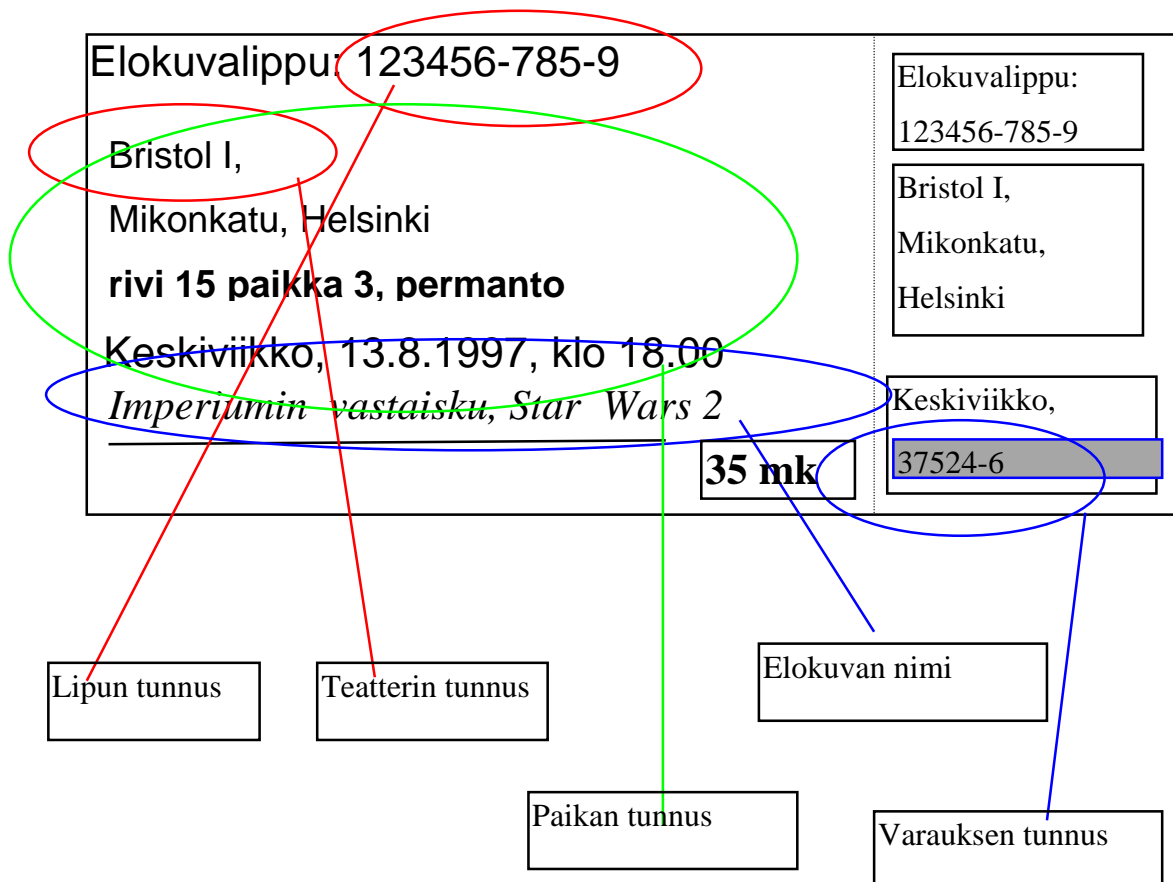 Elokuvalippu: 123456-785-9
Bristol I,
Mikonkatu, Helsinki
rivi 15 paikka 3, permanto
Keskiviikko, 13.8.1997, klo 18.00
Imperiumin vastaisku, Star Wars 2
35 mk
Elokuvalippu:
123456-785-9
Bristol I,
Mikonkatu,
Helsinki
Keskiviikko,
37524-6
Lipun tunnus
Teatterin tunnus
Elokuvan nimi
Paikan tunnus
Varauksen tunnus